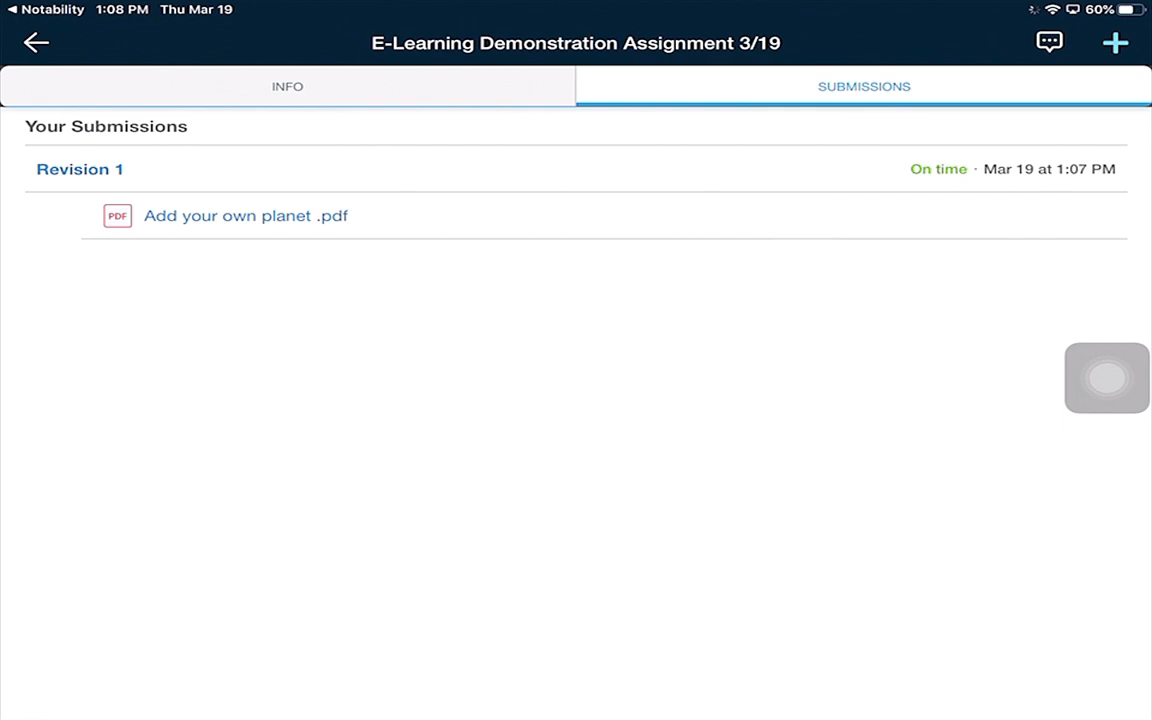 ◀ Notability 1:08 PM Thu Mar 19 60%
E-Learning Demonstration Assignment 3/19
INFO SUBMISSIONS
Your Submissions
Revision 1 On time · Mar 19 at 1:07 PM
PDF Add your own planet .pdf